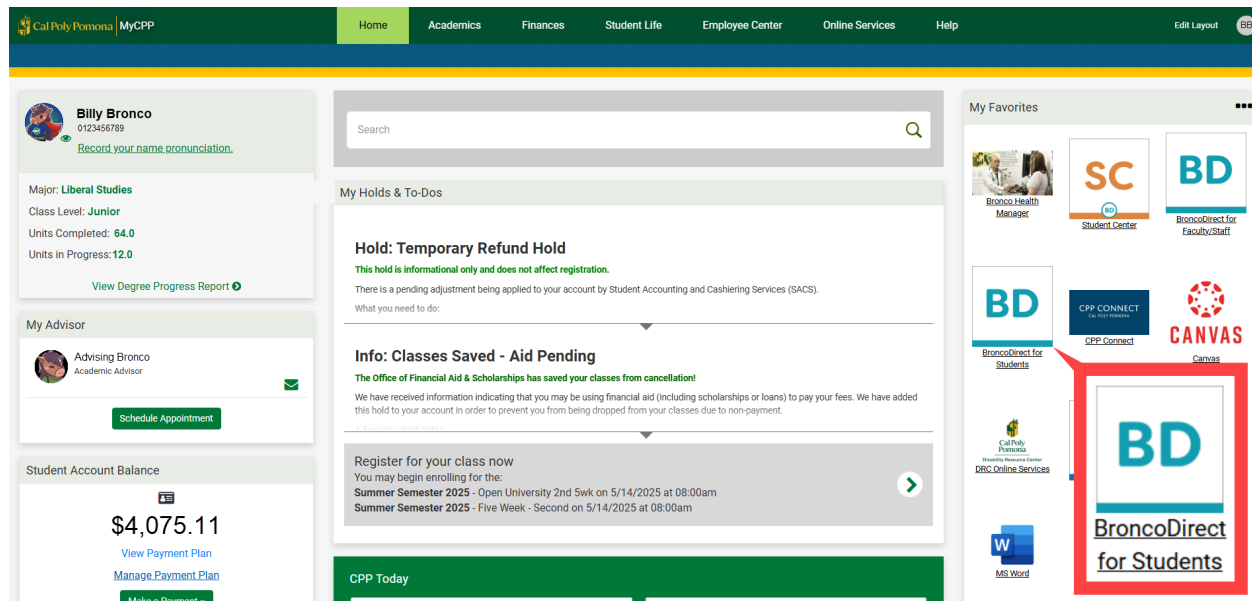 Cal Poly Pomona MyCPP
Home Academics Finances Student Life Employee Center Online Services Help Edit Layout BB
Billy Bronco
0123456789
Record your name pronunciation.
Major: Liberal Studies
Class Level: Junior
Units Completed: 64.0
Units in Progress:12.0
View Degree Progress Report
My Advisor
Advising Bronco
Academic Advisor
Schedule Appointment
Student Account Balance
$4,075.11
View Payment Plan
Manage Payment Plan
Make a Payment
Search
My Holds & To-Dos
Hold: Temporary Refund Hold
This hold is informational only and does not affect registration.
There is a pending adjustment being applied to your account by Student Accounting and Cashiering Services (SACS).
What you need to do:
Info: Classes Saved - Aid Pending
The Office of Financial Aid & Scholarships has saved your classes from cancellation!
We have received information indicating that you may be using financial aid (including scholarships or loans) to pay your fees. We have added
this hold to your account in order to prevent you from being dropped from your classes due to non-payment.
A few important notes:
Register for your class now
You may begin enrolling for the:
Summer Semester 2025 - Open University 2nd 5wk on 5/14/2025 at 08:00am
Summer Semester 2025 - Five Week - Second on 5/14/2025 at 08:00am
CPP Today
My Favorites
Bronco Health
Manager
SC
BD
Student Center
BD
BroncoDirect for
Faculty/Staff
BD
BroncoDirect for
Students
CPP CONNECT
CAL POLY POMONA
CPP Connect
CANVAS
Canvas
Cal Poly
Pomona
Disability Resource Center
DRC Online Services
W
MS Word
BD
BroncoDirect
for Students